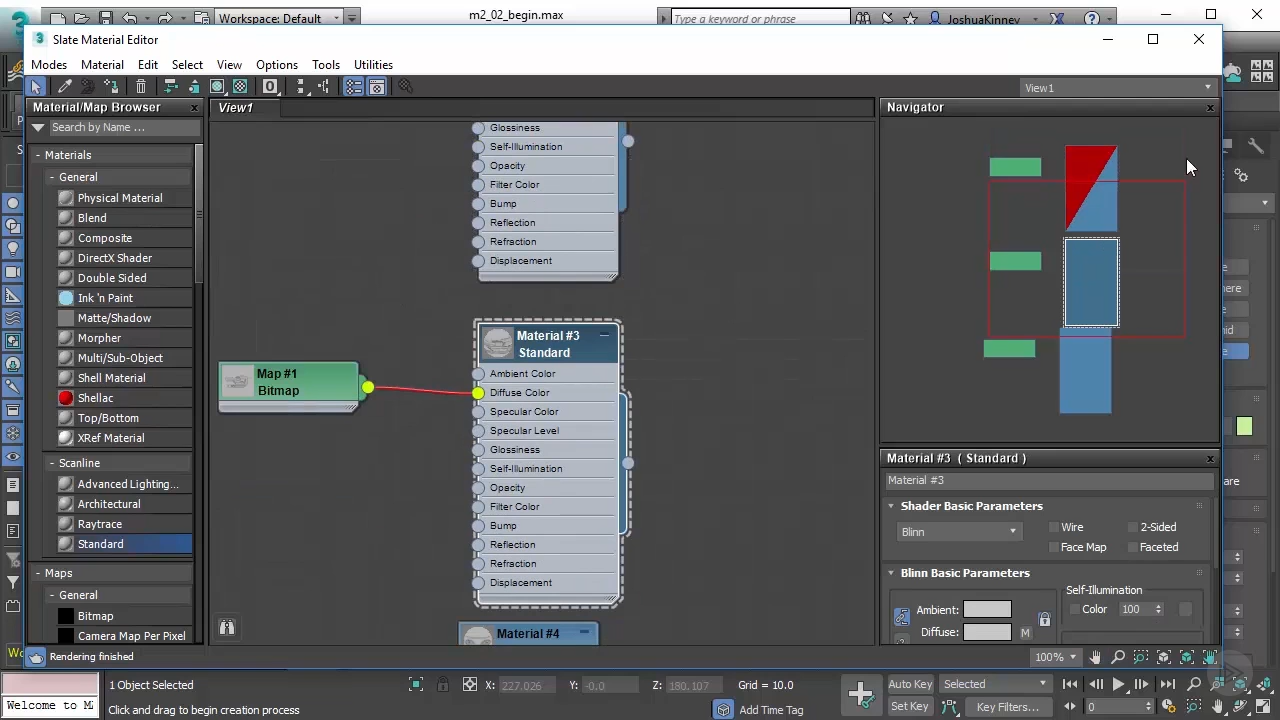 Workspace: Default
m2_02_begin.max
Type a keyword or phrase
JoshuaKinney
3
Slate Material Editor
Modes Material Edit Select View Options Tools Utilities
View1
Material/Map Browser
View1
Navigator
Search by Name ...
- Materials
- General
Physical Material
Blend
Composite
DirectX Shader
Double Sided
Ink 'n Paint
Matte/Shadow
Morpher
Multi/Sub-Object
Shell Material
Shellac
Top/Bottom
XRef Material
- Scanline
Advanced Lighting...
Architectural
Raytrace
Standard
- Maps
- General
Bitmap
Camera Map Per Pixel
Glossiness
Self-Illumination
Opacity
Filter Color
Bump
Reflection
Refraction
Displacement
Map #1
Bitmap
Material #3
Standard
Ambient Color
Diffuse Color
Specular Color
Specular Level
Glossiness
Self-Illumination
Opacity
Filter Color
Bump
Reflection
Refraction
Displacement
Material #4
Material #3 ( Standard )
Material #3
Shader Basic Parameters
Blinn
Wire 2-Sided
Face Map Faceted
Blinn Basic Parameters
Self-Illumination
Ambient: Color 100
Diffuse: M
Rendering finished
100%
1 Object Selected
X: 227.026 Y: -0.0 Z: 180.107 Grid = 10.0
Auto Key Selected
Welcome to M
Click and drag to begin creation process
Add Time Tag
Set Key Key Filters... 0